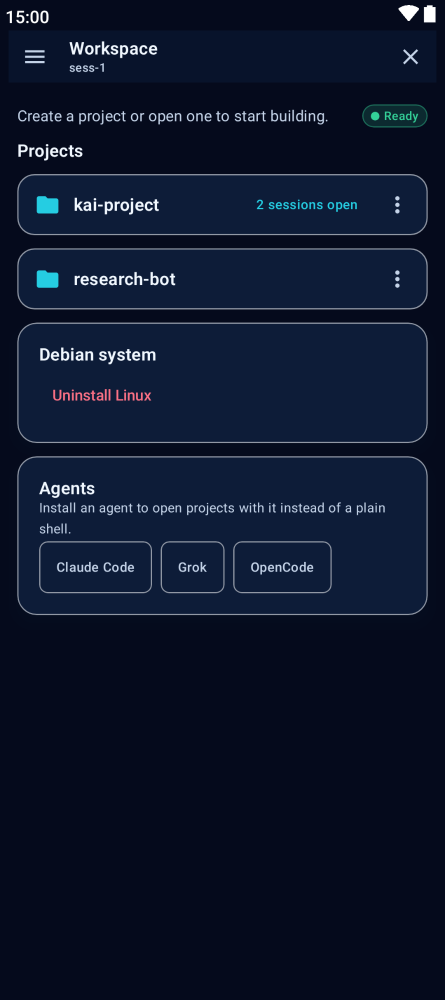 15:00
Workspace
sess-1
Create a project or open one to start building.
Ready
Projects
kai-project
2 sessions open
research-bot
Debian system
Uninstall Linux
Agents
Install an agent to open projects with it instead of a plain
shell.
Claude Code
Grok
OpenCode